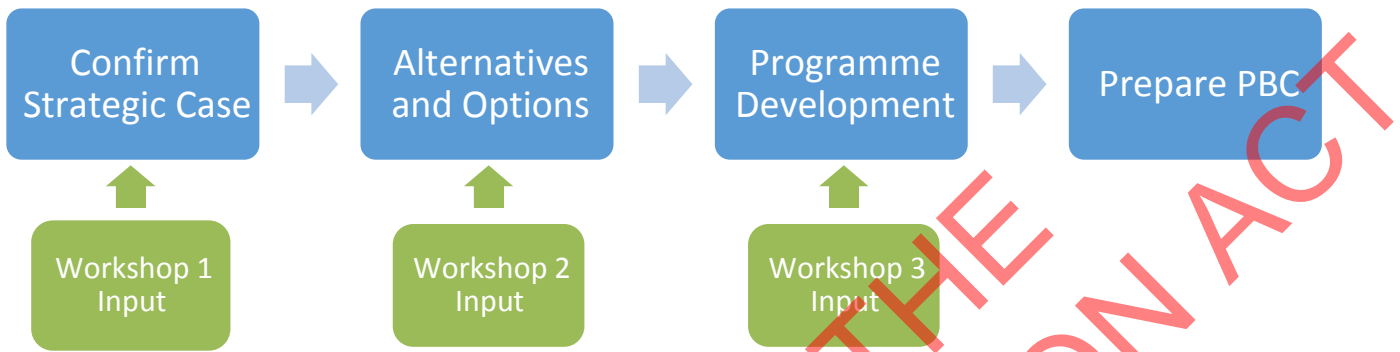 Confirm
Strategic Case
Alternatives
and Options
Programme
Development
Prepare PBC
Workshop 1
Input
Workshop 2
Input
Workshop 3
Input
THE
ON ACT